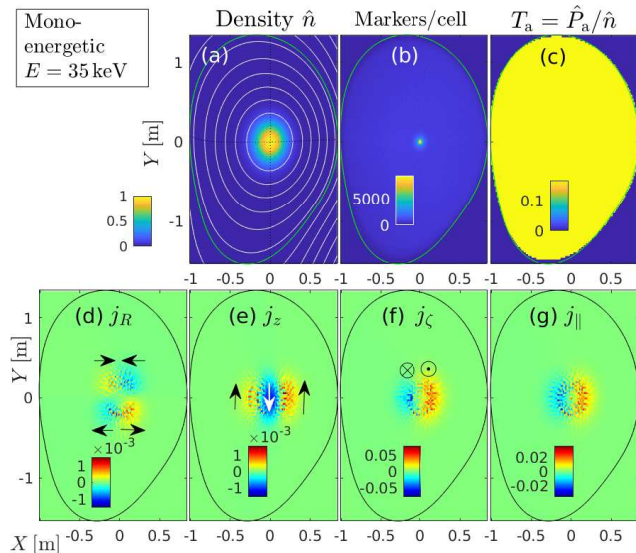 Mono-
energetic
E = 35 keV
Density n̂
Markers/cell
Tₐ = P̂ₐ/n̂
(a)
(b)
(c)
Y [m]
1
0
-1
1
0.5
0
5000
0
0.1
0
-1 -0.5 0 0.5 1 -0.5 0 0.5 1 -0.5 0 0.5
(d) j_R
(e) j_z
(f) j_ζ
(g) j_∥
Y [m]
1
0
-1
×10⁻³
1
0
-1
×10⁻³
1
0
-1
0.05
0
-0.05
0.02
0
-0.02
X [m]
-0.5 0 0.5 1 -0.5 0 0.5 1 -0.5 0 0.5 1 -0.5 0 0.5